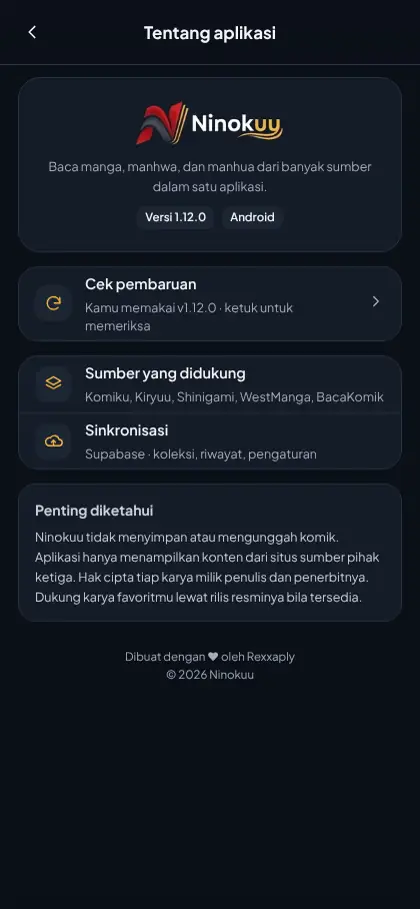 Tentang aplikasi
Ninokuy
Baca manga, manhwa, dan manhua dari banyak sumber
dalam satu aplikasi.
Versi 1.12.0
Android
Cek pembaruan
Kamu memakai v1.12.0 · ketuk untuk
memeriksa
Sumber yang didukung
Komiku, Kiryuu, Shinigami, WestManga, BacaKomik
Sinkronisasi
Supabase · koleksi, riwayat, pengaturan
Penting diketahui
Ninokuy tidak menyimpan atau mengunggah komik.
Aplikasi hanya menampilkan konten dari situs sumber pihak
ketiga. Hak cipta tiap karya milik penulis dan penerbitnya.
Dukung karya favoritmu lewat rilis resminya bila tersedia.
Dibuat dengan ♥ oleh Rexxaply
© 2026 Ninokuy